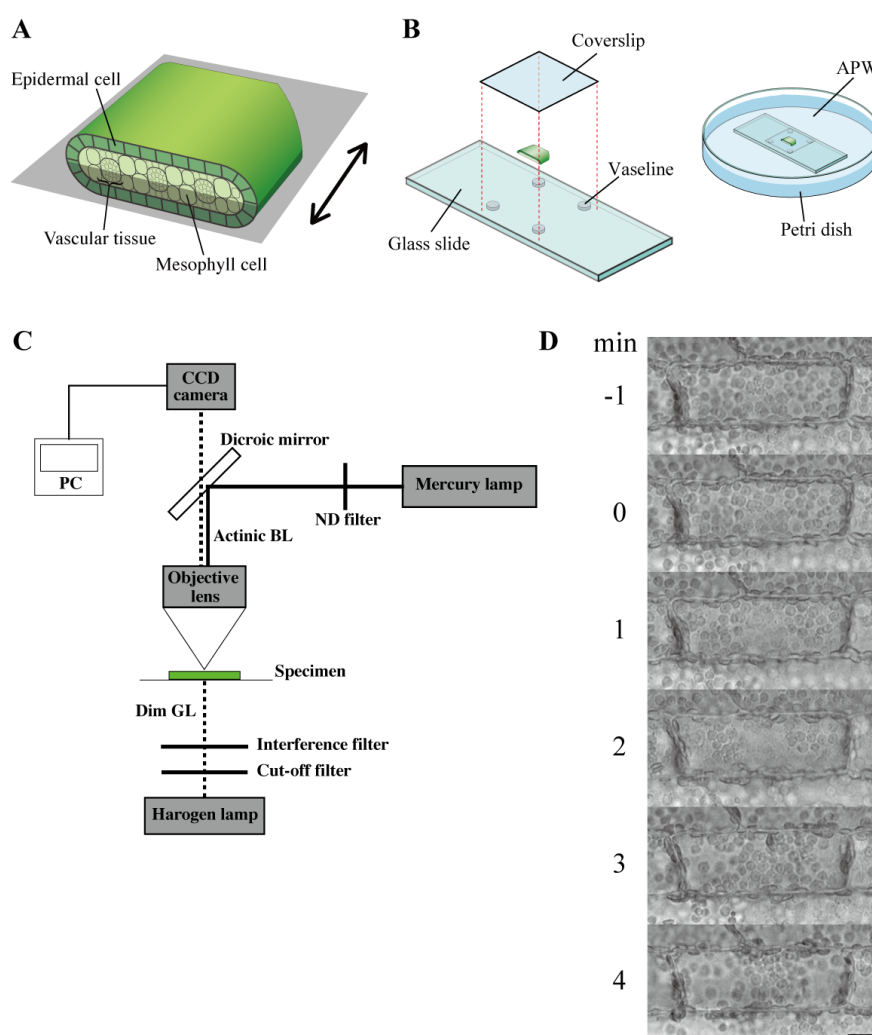 A
Epidermal cell
Vascular tissue
Mesophyll cell
B
Coverslip
Vaseline
Glass slide
APW
Petri dish
C
CCD
camera
PC
Dicroic mirror
Mercury lamp
ND filter
Actinic BL
Objective
lens
Specimen
Dim GL
Interference filter
Cut-off filter
Harogen lamp
D
min
-1
0
1
2
3
4